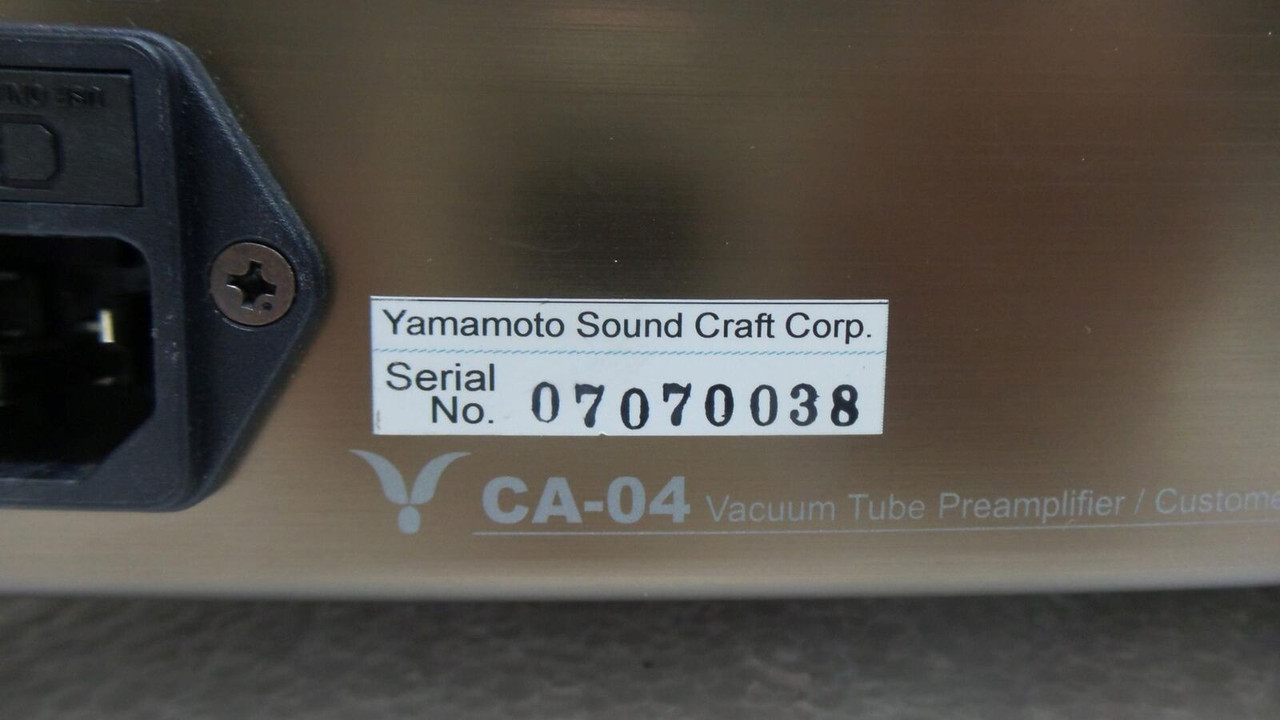 Yamamoto Sound Craft Corp.
Serial
No. 07070038
CA-04 Vacuum Tube Preamplifier / Custome